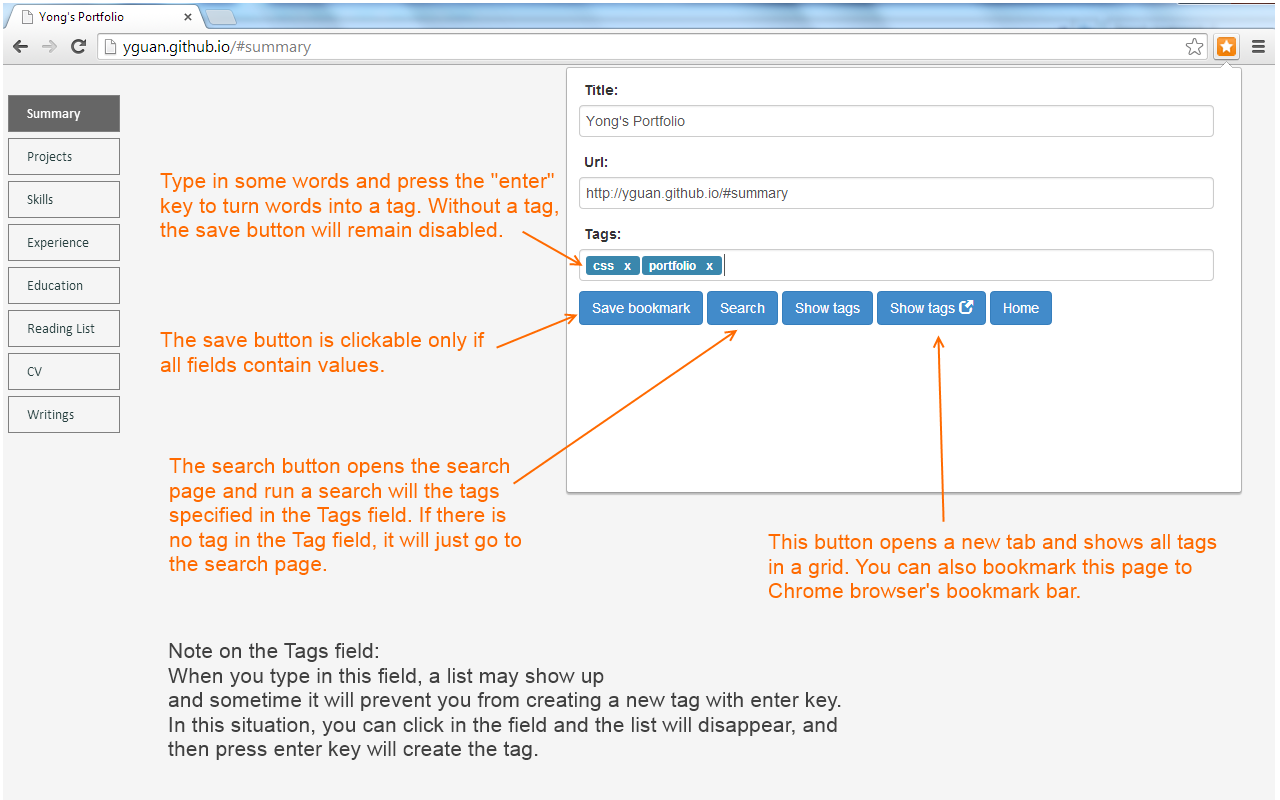 Yong's Portfolio
yguan.github.io/#summary
Summary
Projects
Skills
Experience
Education
Reading List
CV
Writings
Title:
Yong's Portfolio
Url:
http://yguan.github.io/#summary
Tags:
css x portfolio x
Save bookmark Search Show tags Show tags Home
Type in some words and press the "enter"
key to turn words into a tag. Without a tag,
the save button will remain disabled.
The save button is clickable only if
all fields contain values.
The search button opens the search
page and run a search will the tags
specified in the Tags field. If there is
no tag in the Tag field, it will just go to
the search page.
This button opens a new tab and shows all tags
in a grid. You can also bookmark this page to
Chrome browser's bookmark bar.
Note on the Tags field:
When you type in this field, a list may show up
and sometime it will prevent you from creating a new tag with enter key.
In this situation, you can click in the field and the list will disappear, and
then press enter key will create the tag.